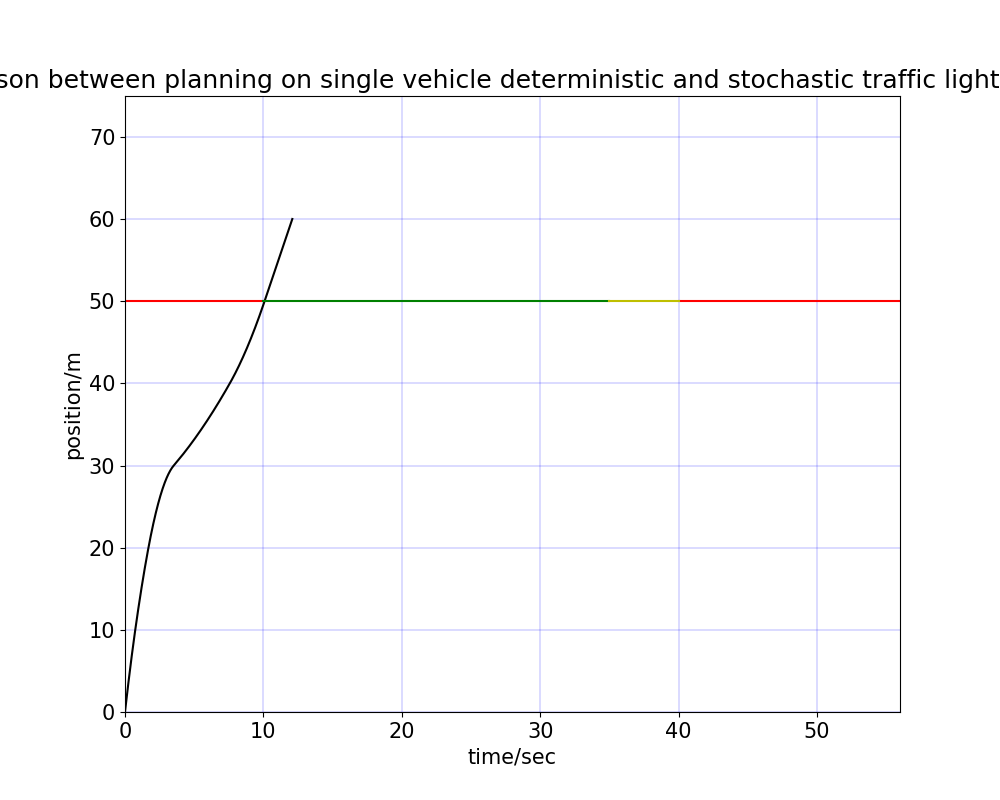 son between planning on single vehicle deterministic and stochastic traffic light
70
60
50
40
30
20
10
0
position/m
0 10 20 30 40 50
time/sec